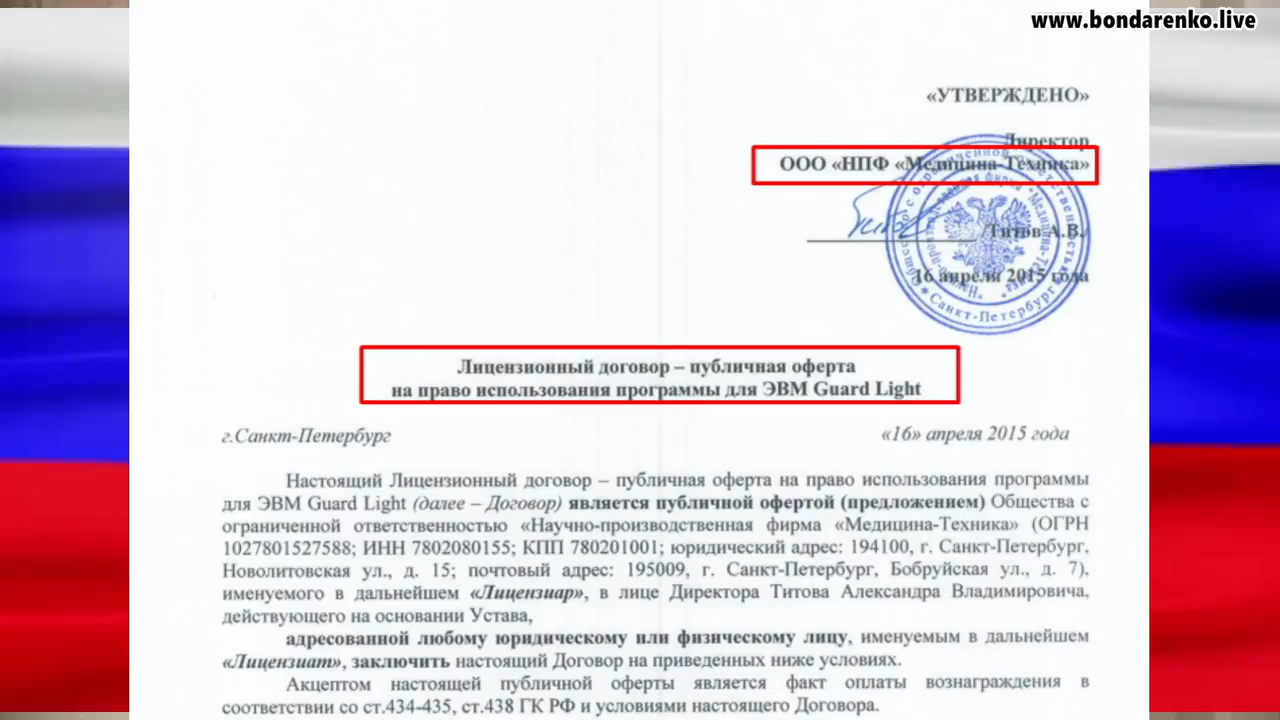 www.bondarenko.live
«УТВЕРЖДЕНО»
Директор
ООО «НПФ «Медицина-Техника»
/Титов А.В./
16 апреля 2015 года
Санкт-Петербург
Лицензионный договор – публичная оферта
на право использования программы для ЭВМ Guard Light
г.Санкт-Петербург
«16» апреля 2015 года
Настоящий Лицензионный договор – публичная оферта на право использования программы
для ЭВМ Guard Light (далее – Договор) является публичной офертой (предложением) Общества с
ограниченной ответственностью «Научно-производственная фирма «Медицина-Техника» (ОГРН
1027801527588; ИНН 7802080155; КПП 780201001; юридический адрес: 194100, г. Санкт-Петербург,
Новолитовская ул., д. 15; почтовый адрес: 195009, г. Санкт-Петербург, Бобруйская ул., д. 7),
именуемого в дальнейшем «Лицензиар», в лице Директора Титова Александра Владимировича,
действующего на основании Устава,
адресованной любому юридическому или физическому лицу, именуемым в дальнейшем
«Лицензиат», заключить настоящий Договор на приведенных ниже условиях.
Акцептом настоящей публичной оферты является факт оплаты вознаграждения в
соответствии со ст.434-435, ст.438 ГК РФ и условиями настоящего Договора.